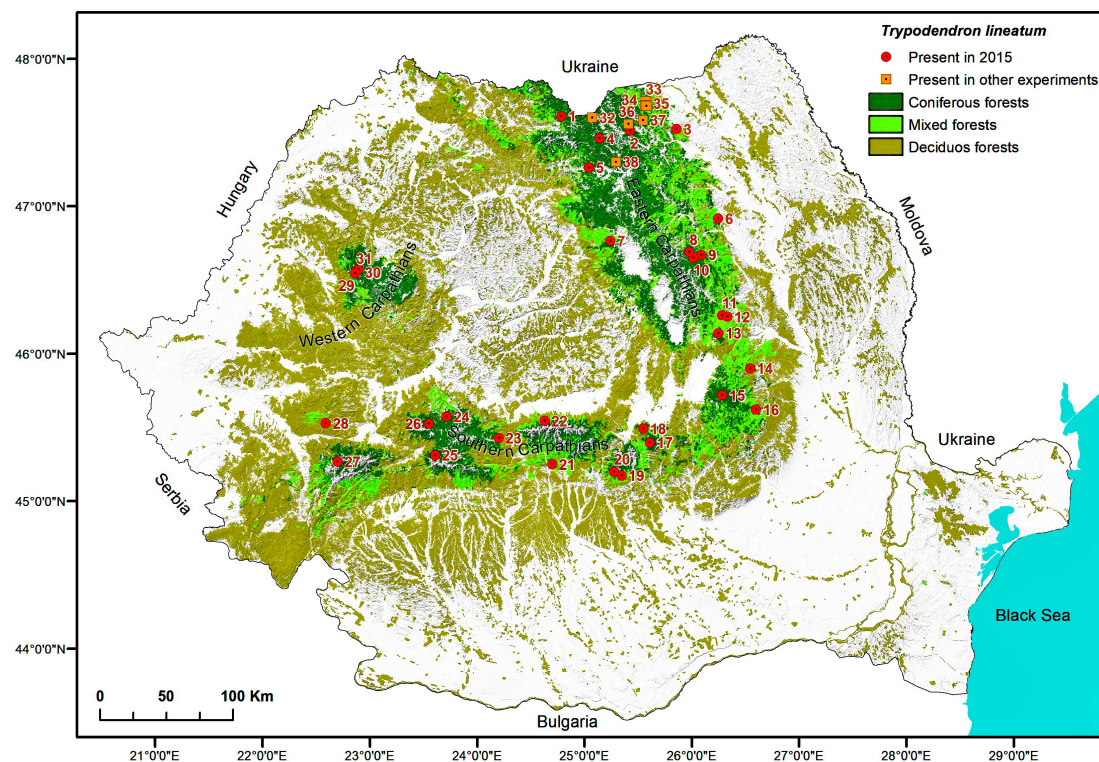 Trypodendron lineatum
Present in 2015
Present in other experiments
Coniferous forests
Mixed forests
Deciduos forests
48°0'0"N
47°0'0"N
46°0'0"N
45°0'0"N
44°0'0"N
Ukraine
Hungary
Moldova
Serbia
Ukraine
Black Sea
Bulgaria
Eastern Carpathians
Western Carpathians
Southern Carpathians
33
34
35
36
37
32
1
2
3
4
5
38
6
7
8
9
10
11
12
13
14
15
16
31
30
29
28
27
26
24
25
23
22
21
18
17
20
19
0 50 100 Km
21°0'0"E 22°0'0"E 23°0'0"E 24°0'0"E 25°0'0"E 26°0'0"E 27°0'0"E 28°0'0"E 29°0'0"E